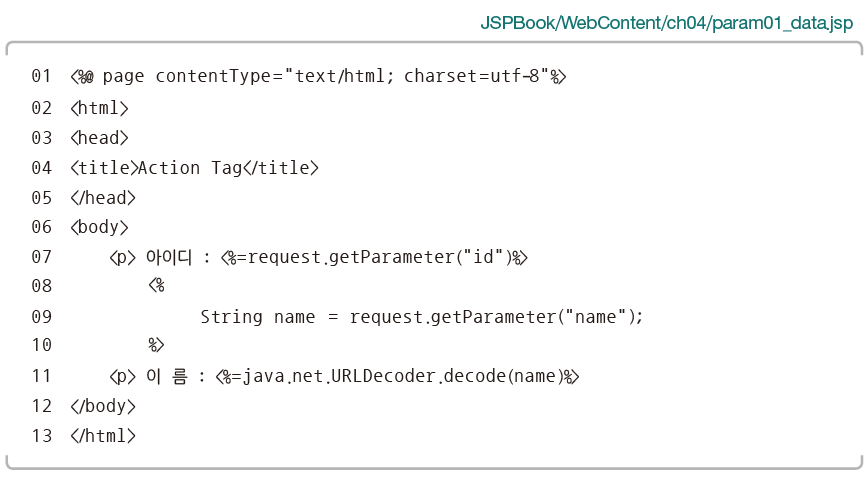 JSPBook/WebContent/ch04/param01_data.jsp
01 <%@ page contentType="text/html; charset=utf-8"%>
02 <html>
03 <head>
04 <title>Action Tag</title>
05 </head>
06 <body>
07 <p> 아이디 : <%=request.getParameter("id")%>
08 <%
09 String name = request.getParameter("name");
10 %>
11 <p> 이 름 : <%=java.net.URLDecoder.decode(name)%>
12 </body>
13 </html>